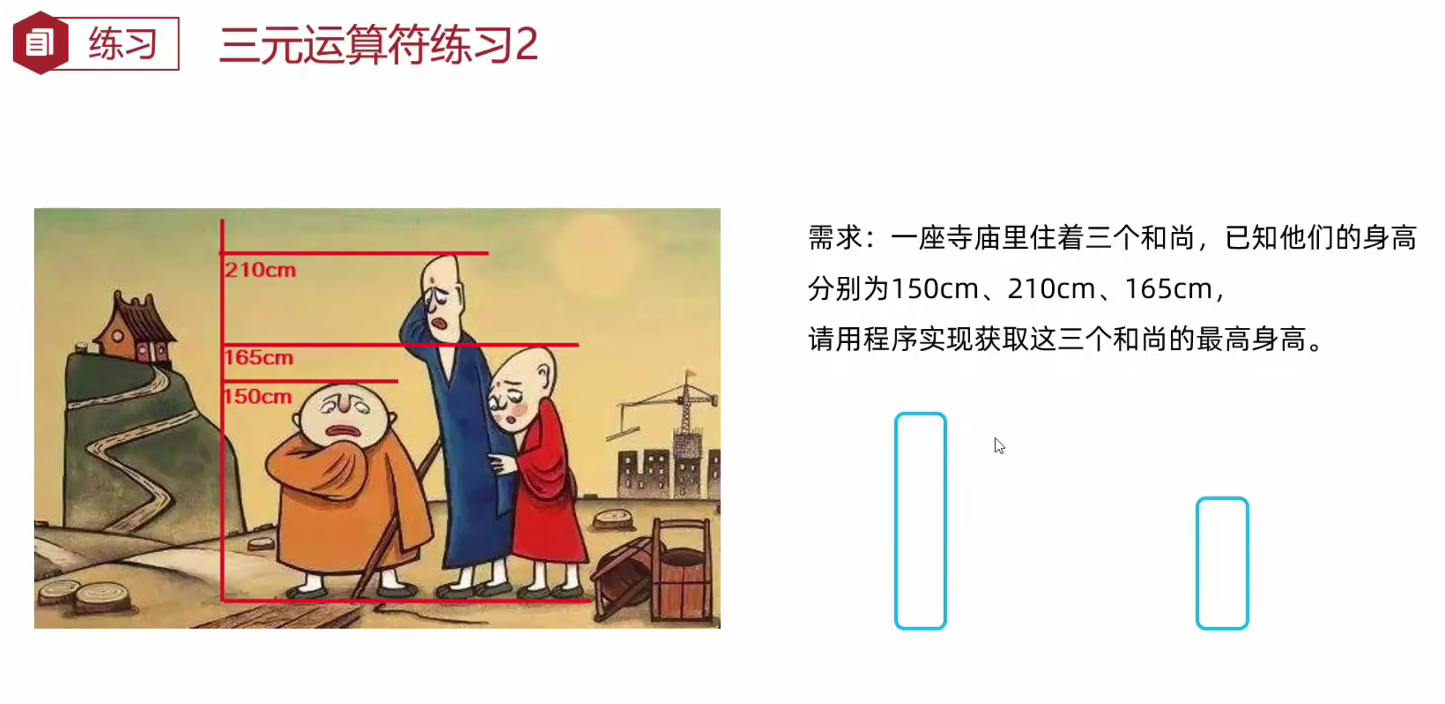 练习
三元运算符练习2
210cm
165cm
150cm
需求：一座寺庙里住着三个和尚，已知他们的身高
分别为150cm、210cm、165cm，
请用程序实现获取这三个和尚的最高身高。